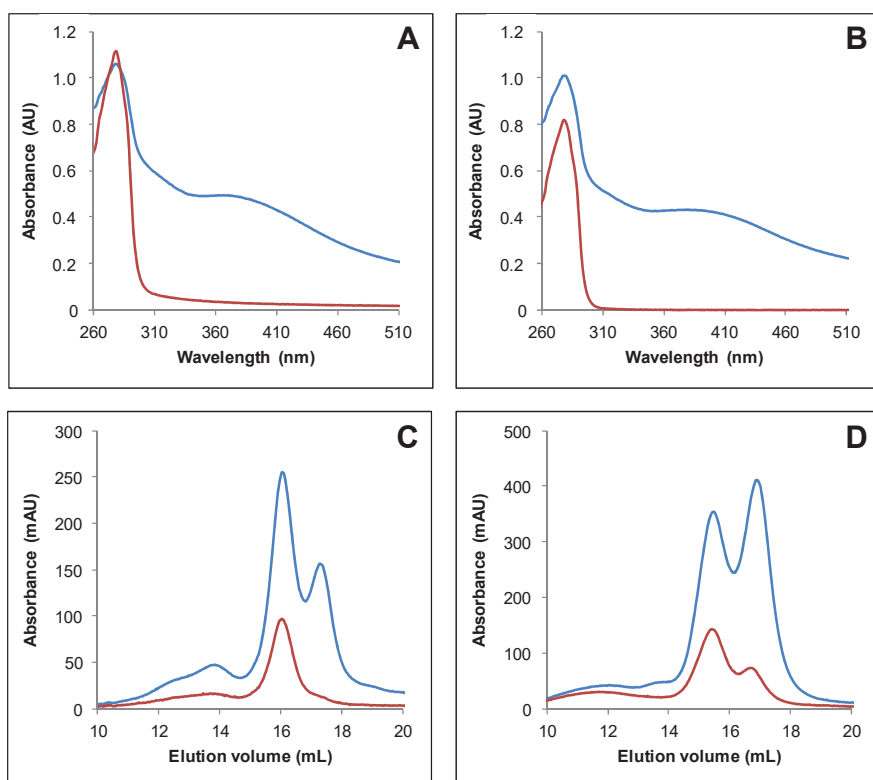 A
1.2
1.0
0.8
0.6
0.4
0.2
0
Absorbance (AU)
260 310 360 410 460 510
Wavelength (nm)
B
1.2
1.0
0.8
0.6
0.4
0.2
0
Absorbance (AU)
260 310 360 410 460 510
Wavelength (nm)
C
300
250
200
150
100
50
0
Absorbance (mAU)
10 12 14 16 18 20
Elution volume (mL)
D
500
400
300
200
100
0
Absorbance (mAU)
10 12 14 16 18 20
Elution volume (mL)